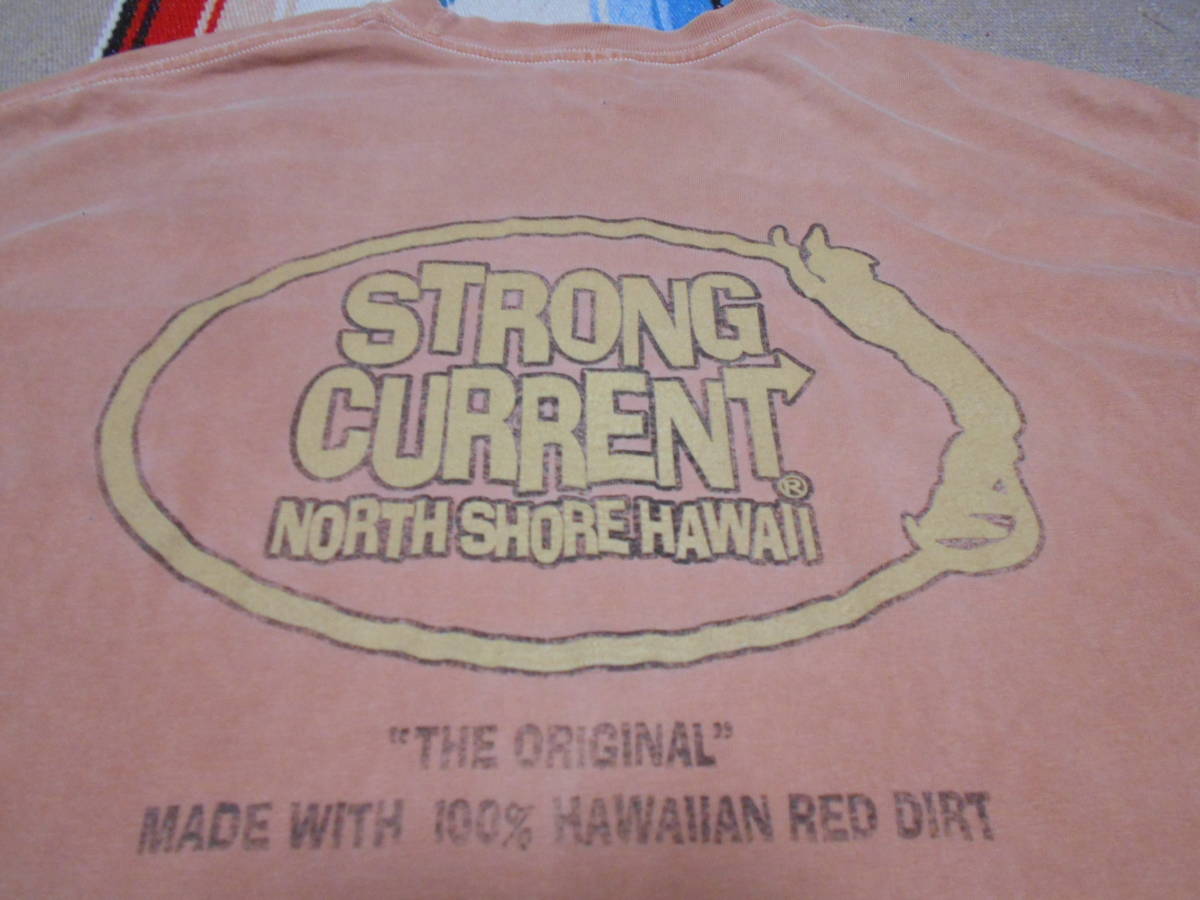 STRONG
CURRENT®
NORTH SHORE HAWAII
"THE ORIGINAL"
MADE WITH 100% HAWAIIAN RED DIRT